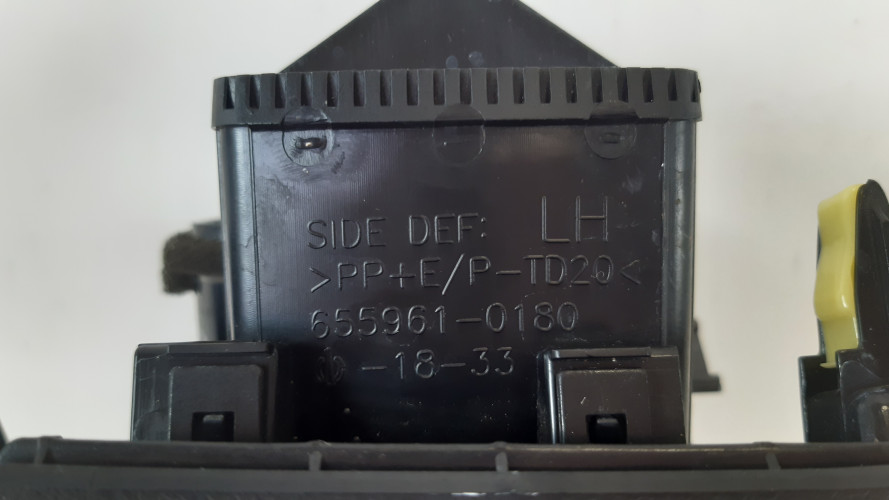 SIDE DEF: LH
>PP+E/P-TD20<
655961-0180
-18-33